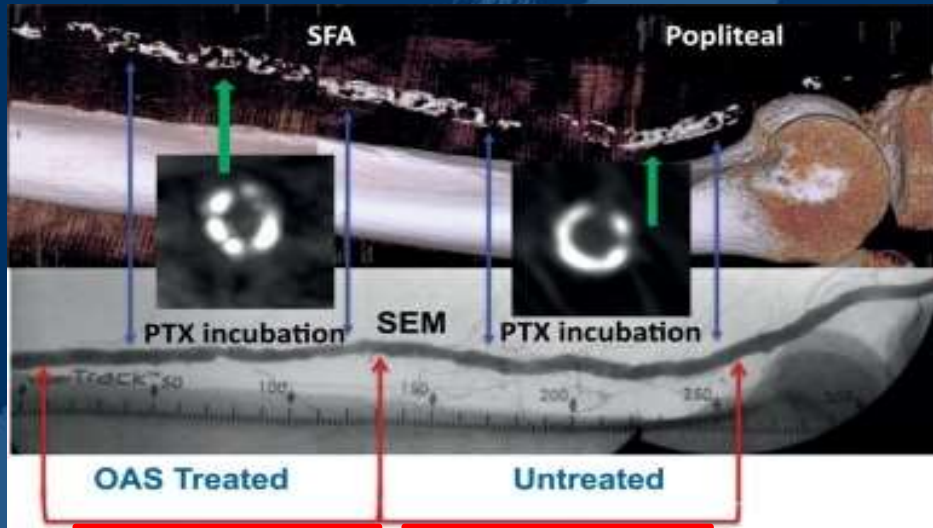 SFA Popliteal
PTX incubation SEM PTX incubation
Track 50 100 150 200 250
OAS Treated Untreated